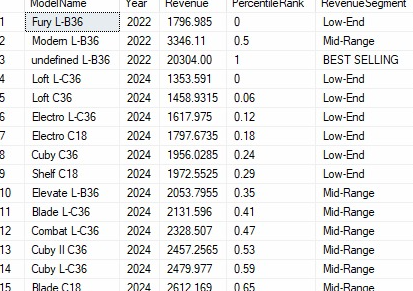 ModelName Year Revenue PercentileRank RevenueSegment
1 Fury L-B36 2022 1796.985 0 Low-End
2 Modern L-B36 2022 3346.11 0.5 Mid-Range
3 undefined L-B36 2022 20304.00 1 BEST SELLING
4 Loft L-C36 2024 1353.591 0 Low-End
5 Loft C36 2024 1458.9315 0.06 Low-End
6 Electro L-C36 2024 1617.975 0.12 Low-End
7 Electro C18 2024 1797.6735 0.18 Low-End
8 Cuby C36 2024 1956.0285 0.24 Low-End
9 Shelf C18 2024 1972.5525 0.29 Low-End
10 Elevate L-B36 2024 2053.7955 0.35 Mid-Range
11 Blade L-C36 2024 2131.596 0.41 Mid-Range
12 Combat L-C36 2024 2328.507 0.47 Mid-Range
13 Cuby II C36 2024 2457.2565 0.53 Mid-Range
14 Cuby L-C36 2024 2479.977 0.59 Mid-Range
15 Blade C18 2024 2612.169 0.65 Mid-Range